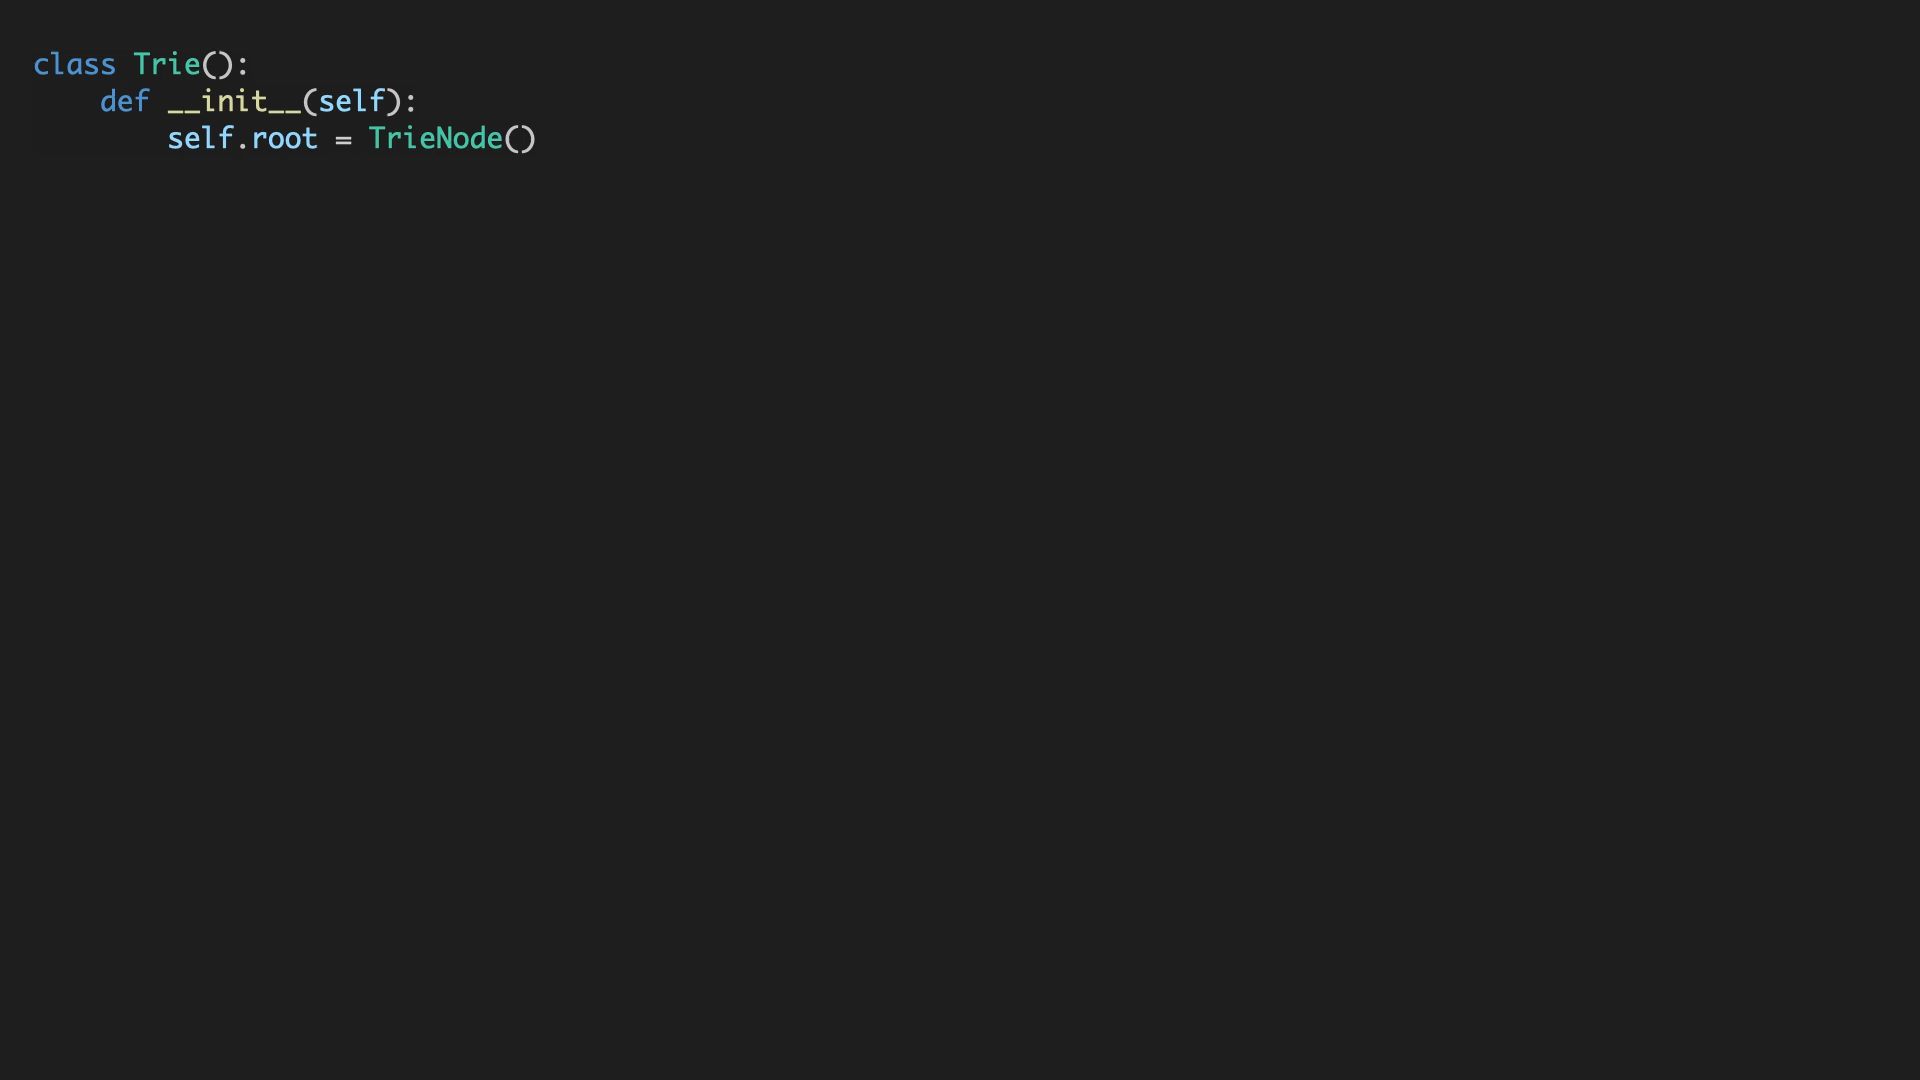 class Trie():
    def __init__(self):
        self.root = TrieNode()